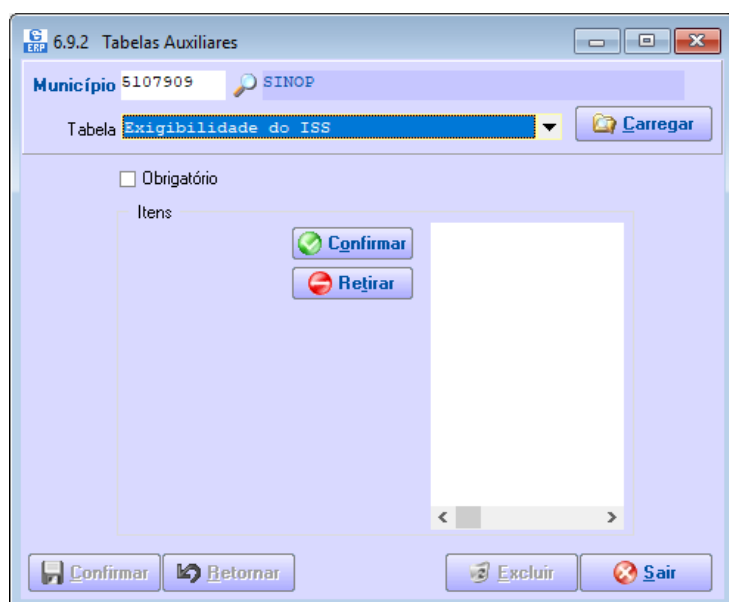 G ERP 6.9.2 Tabelas Auxiliares
Município 5107909 SINOP
Tabela Exigibilidade do ISS Carregar
Obrigatório
Itens
Confirmar
Retirar
Confirmar Retornar Excluir Sair